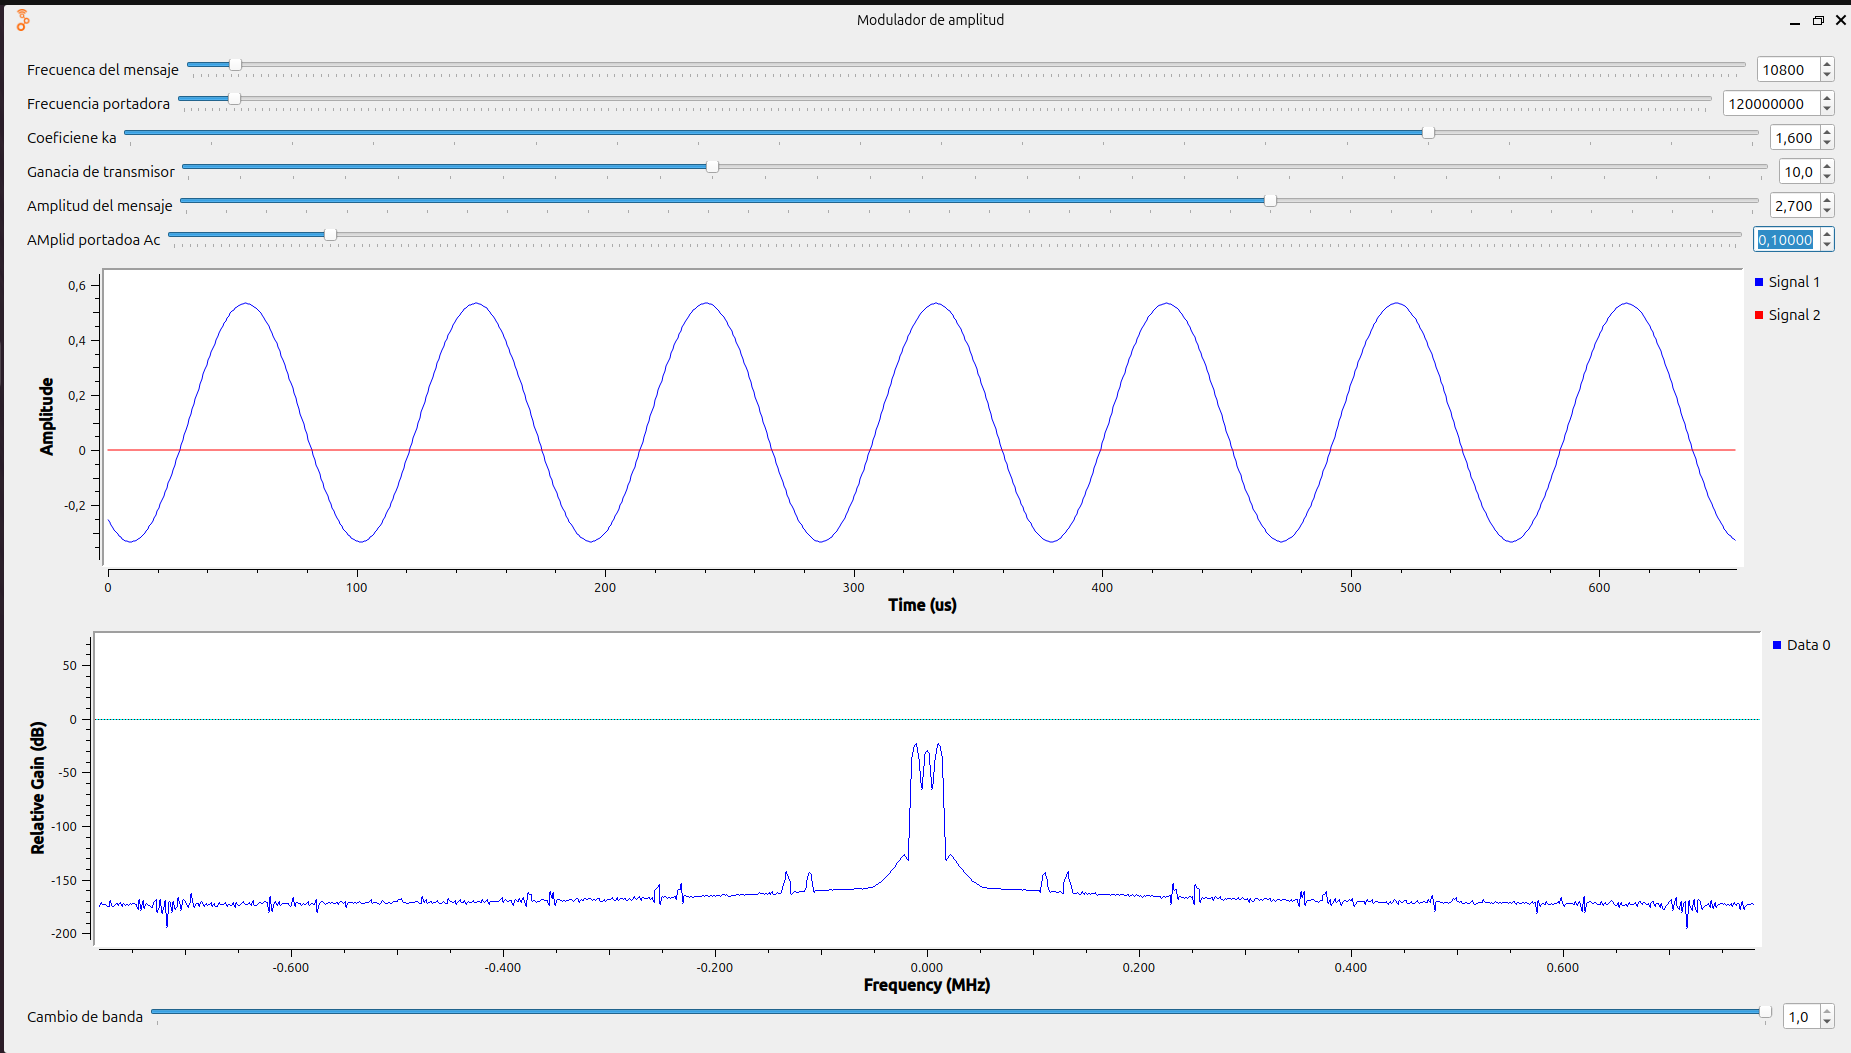 Modulador de amplitud
Frecuenca del mensaje 10800
Frecuencia portadora 120000000
Coeficiene ka 1,600
Ganacia de transmisor 10,0
Amplitud del mensaje 2,700
AMplid portadoa Ac 0,10000
0,6
0,4
0,2
0
-0,2
Amplitude
Signal 1
Signal 2
0 100 200 300 400 500 600
Time (us)
50
0
-50
-100
-150
-200
Relative Gain (dB)
Data 0
-0.600 -0.400 -0.200 0.000 0.200 0.400 0.600
Frequency (MHz)
Cambio de banda 1,0